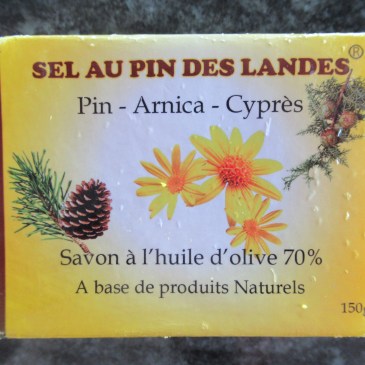 SEL AU PIN DES LANDES®
Pin - Arnica - Cyprès
Savon à l'huile d'olive 70%
A base de produits Naturels
150g